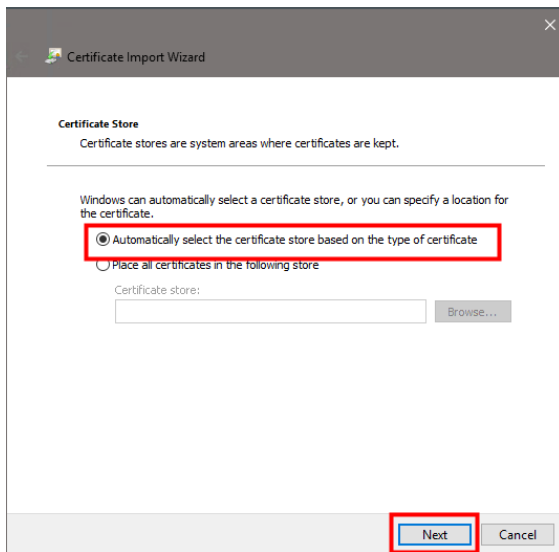 Certificate Import Wizard
Certificate Store
Certificate stores are system areas where certificates are kept.
Windows can automatically select a certificate store, or you can specify a location for
the certificate.
Automatically select the certificate store based on the type of certificate
Place all certificates in the following store
Certificate store:
Browse...
Next
Cancel